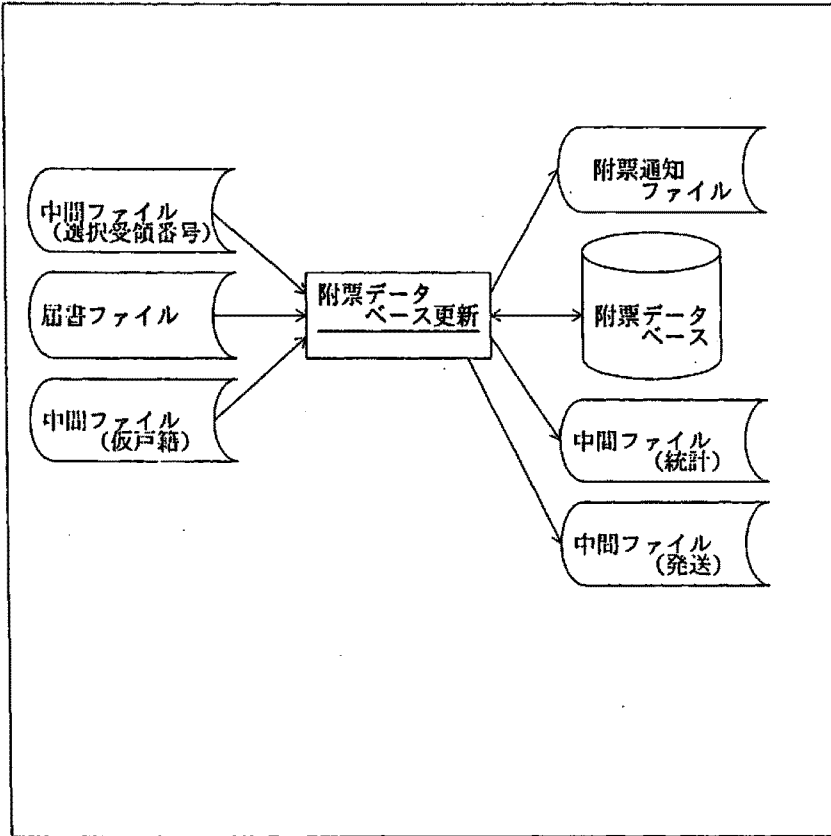 中間ファイル
(選択受領番号)
届書ファイル
中間ファイル
(仮戸籍)
附票データ
ベース更新
附票通知
ファイル
附票データ
ベース
中間ファイル
(統計)
中間ファイル
(発送)